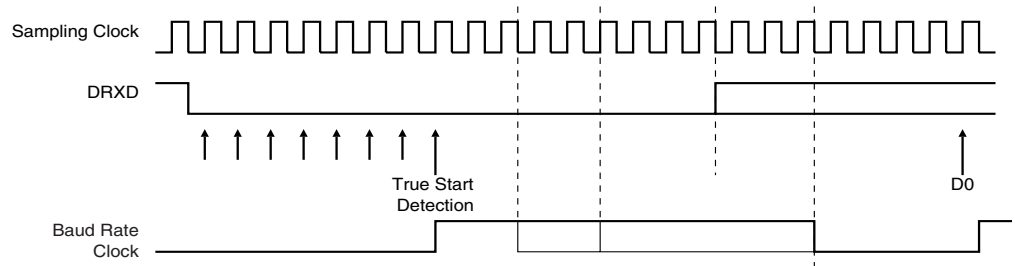 Sampling Clock
DRXD
True Start
Detection
D0
Baud Rate
Clock